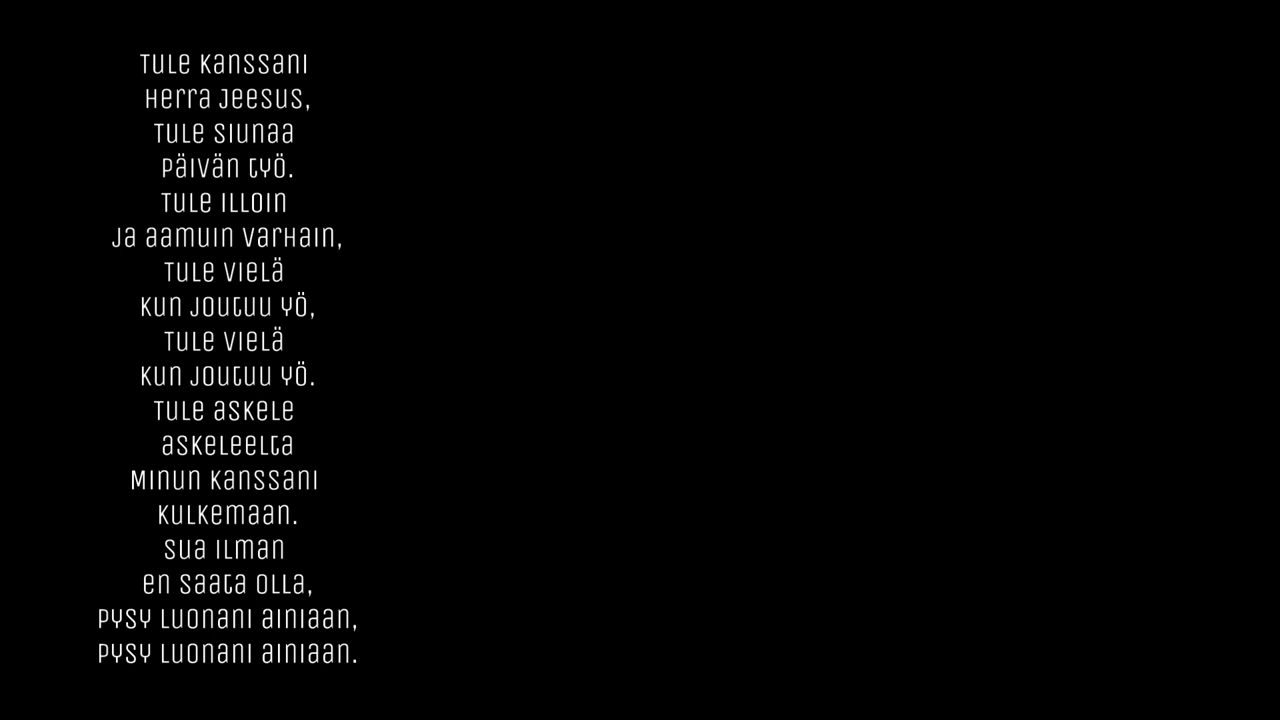 Tule kanssani
Herra Jeesus,
Tule siunaa
päivän työ.
Tule illoin
ja aamuin varhain,
Tule vielä
kun joutuu yö,
Tule vielä
kun joutuu yö.
Tule askele
askeleelta
Minun kanssani
kulkemaan.
Sua ilman
en saata olla,
Pysy luonani ainiaan,
Pysy luonani ainiaan.